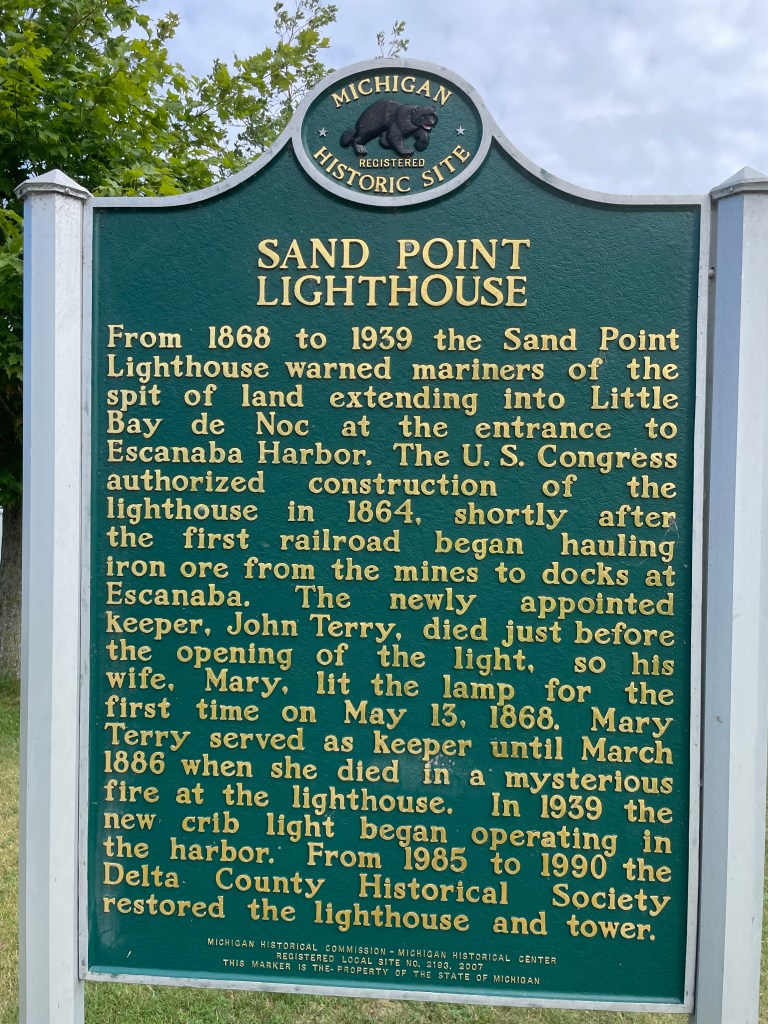 MICHIGAN
REGISTERED
HISTORIC SITE
SAND POINT
LIGHTHOUSE
From 1868 to 1939 the Sand Point
Lighthouse warned mariners of the
spit of land extending into Little
Bay de Noc at the entrance to
Escanaba Harbor. The U. S. Congress
authorized construction of the
lighthouse in 1864, shortly after
the first railroad began hauling
iron ore from the mines to docks at
Escanaba. The newly appointed
keeper, John Terry, died just before
the opening of the light, so his
wife, Mary, lit the lamp for the
first time on May 13, 1868. Mary
Terry served as keeper until March
1886 when she died in a mysterious
fire at the lighthouse. In 1939 the
new crib light began operating in
the harbor. From 1985 to 1990 the
Delta County Historical Society
restored the lighthouse and tower.
MICHIGAN HISTORICAL COMMISSION - MICHIGAN HISTORICAL CENTER
REGISTERED LOCAL SITE NO. 2193, 2007
THIS MARKER IS THE PROPERTY OF THE STATE OF MICHIGAN